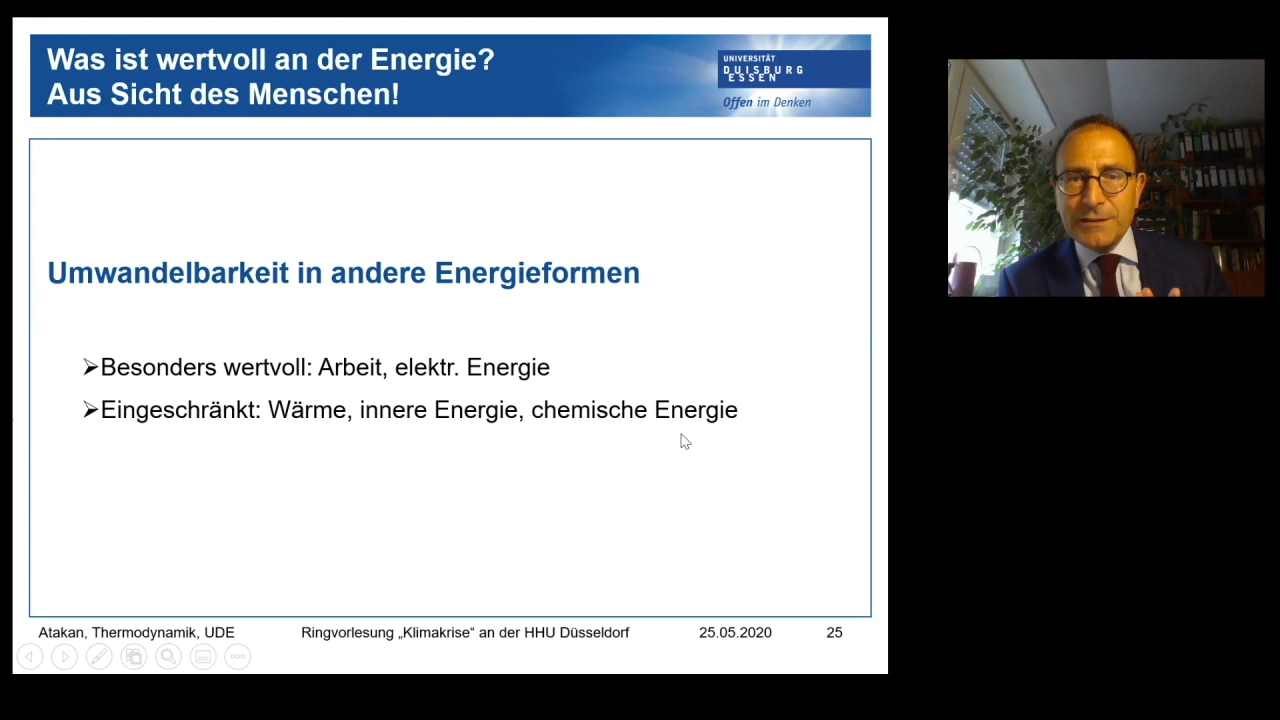 Was ist wertvoll an der Energie?
Aus Sicht des Menschen!
UNIVERSITÄT
DUISBURG
ESSEN
Offen im Denken
Umwandelbarkeit in andere Energieformen
➢Besonders wertvoll: Arbeit, elektr. Energie
➢Eingeschränkt: Wärme, innere Energie, chemische Energie
Atakan, Thermodynamik, UDE
Ringvorlesung „Klimakrise“ an der HHU Düsseldorf
25.05.2020
25